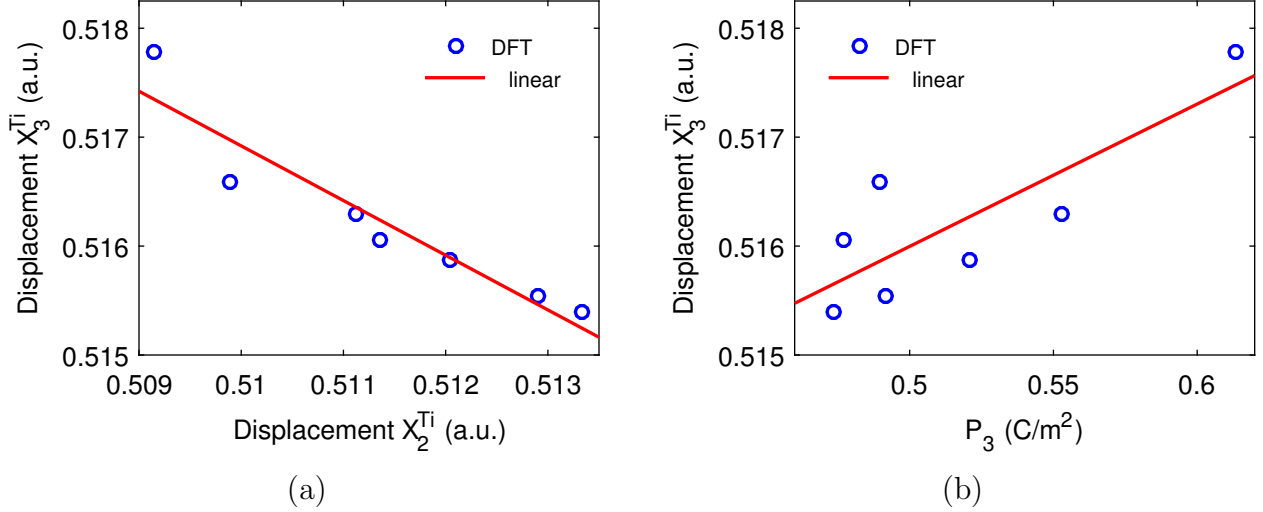 0.518
0.517
0.516
0.515
0.509
0.51
0.511
0.512
0.513
Displacement X₃ᵀⁱ (a.u.)
Displacement X₂ᵀⁱ (a.u.)
DFT
linear
(a)
0.518
0.517
0.516
0.515
0.5
0.55
0.6
Displacement X₃ᵀⁱ (a.u.)
P₃ (C/m²)
DFT
linear
(b)